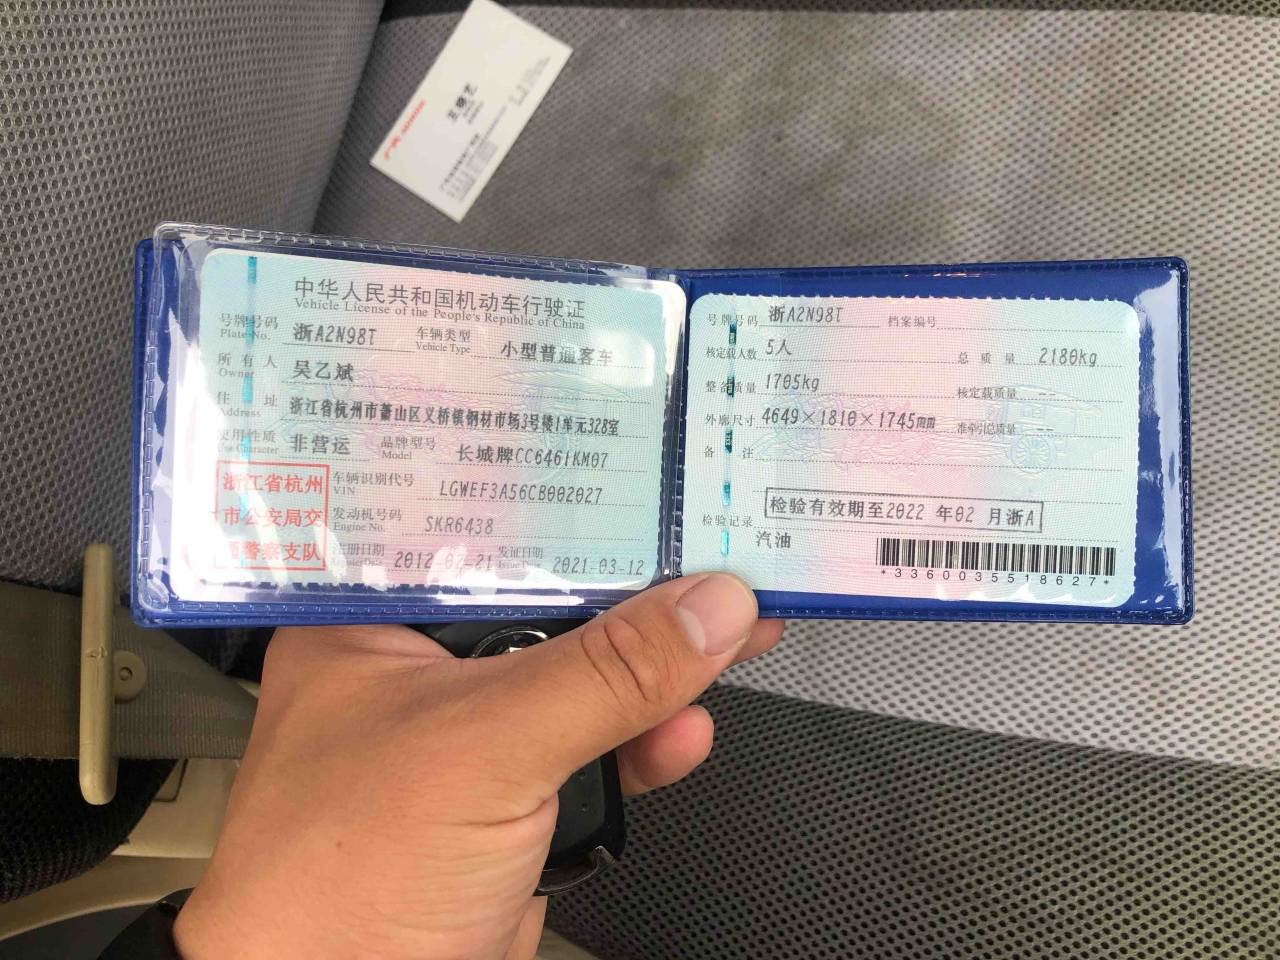 中华人民共和国机动车行驶证
Vehicle License of the People's Republic of China
号牌号码 浙A2N98T 车辆类型 小型普通客车
Plate No. Vehicle Type
所有人 吴乙斌
Owner
住址 浙江省杭州市萧山区义桥镇钢材市场3号楼1单元328室
Address
使用性质 非营运 品牌型号 长城牌CC6461KM07
Use Character Model
浙江省杭州
市公安局交
通警察支队
车辆识别代号 LGWEF3A56CB002027
VIN
发动机号码 SKR6438
Engine No.
注册日期 2012-02-21 发证日期 2021-03-12
Register Date Issue Date
号牌号码 浙A2N98T 档案编号
核定载人数 5人 总质量 2180kg
整备质量 1705kg 核定载质量 --
外廓尺寸 4649×1810×1745mm 准牵引总质量 --
备注
检验有效期至2022 年02 月浙A
检验记录
汽油
*3360035518627*